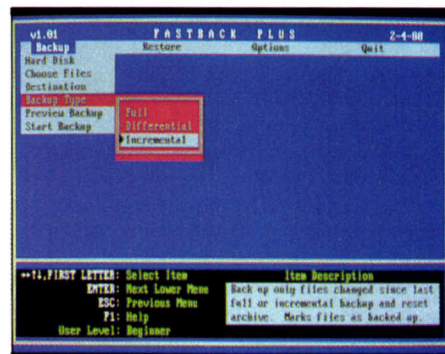 v1.01 FASTBACK PLUS 2-4-88
Backup Restore Options Quit
Hard Disk
Choose Files
Destination
Backup Type
Preview Backup
Start Backup
Full
Differential
Incremental
↔↑↓,FIRST LETTER: Select Item
ENTER: Next Lower Menu
ESC: Previous Menu
F1: Help
User Level: Beginner
Item Description
Back up only files changed since last
full or incremental backup and reset
archive. Marks files as backed up.